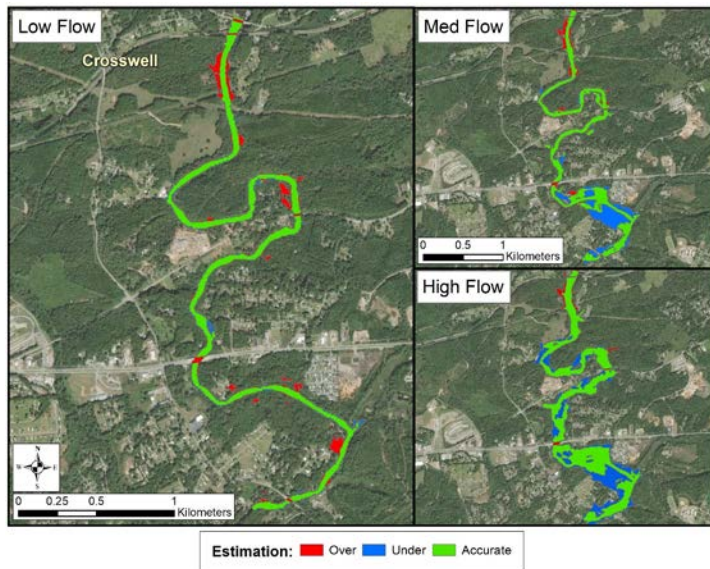 Low Flow
Crosswell
N
W E
S
0 0.25 0.5 1
Kilometers
Med Flow
0 0.5 1
Kilometers
High Flow
Estimation: Over Under Accurate